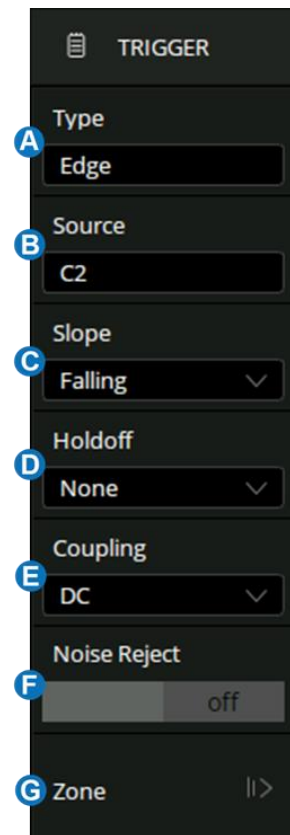 TRIGGER
Type
A
Edge
Source
B
C2
Slope
C
Falling
Holdoff
D
None
Coupling
E
DC
Noise Reject
F
off
G Zone